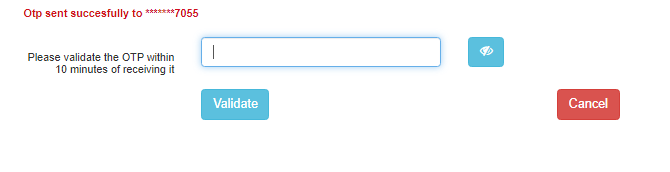 Otp sent succesfully to *******7055
Please validate the OTP within
10 minutes of receiving it
Validate
Cancel